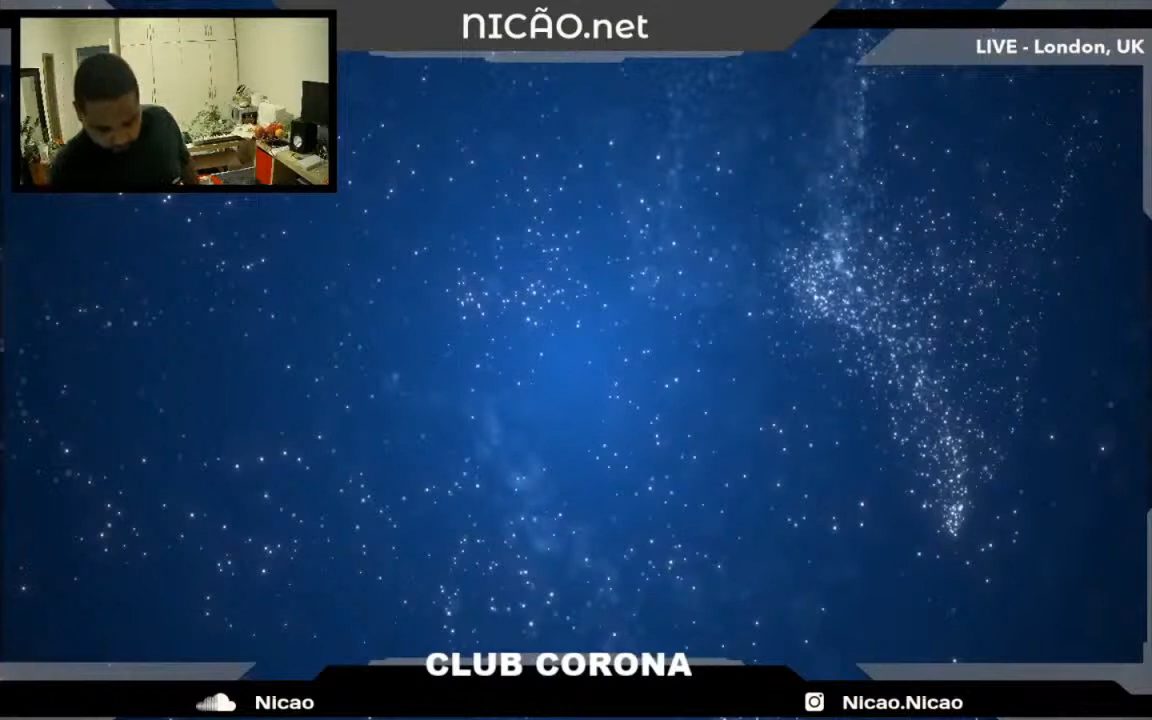 NICÃO.net
LIVE - London, UK
CLUB CORONA
Nicao
Nicao.Nicao